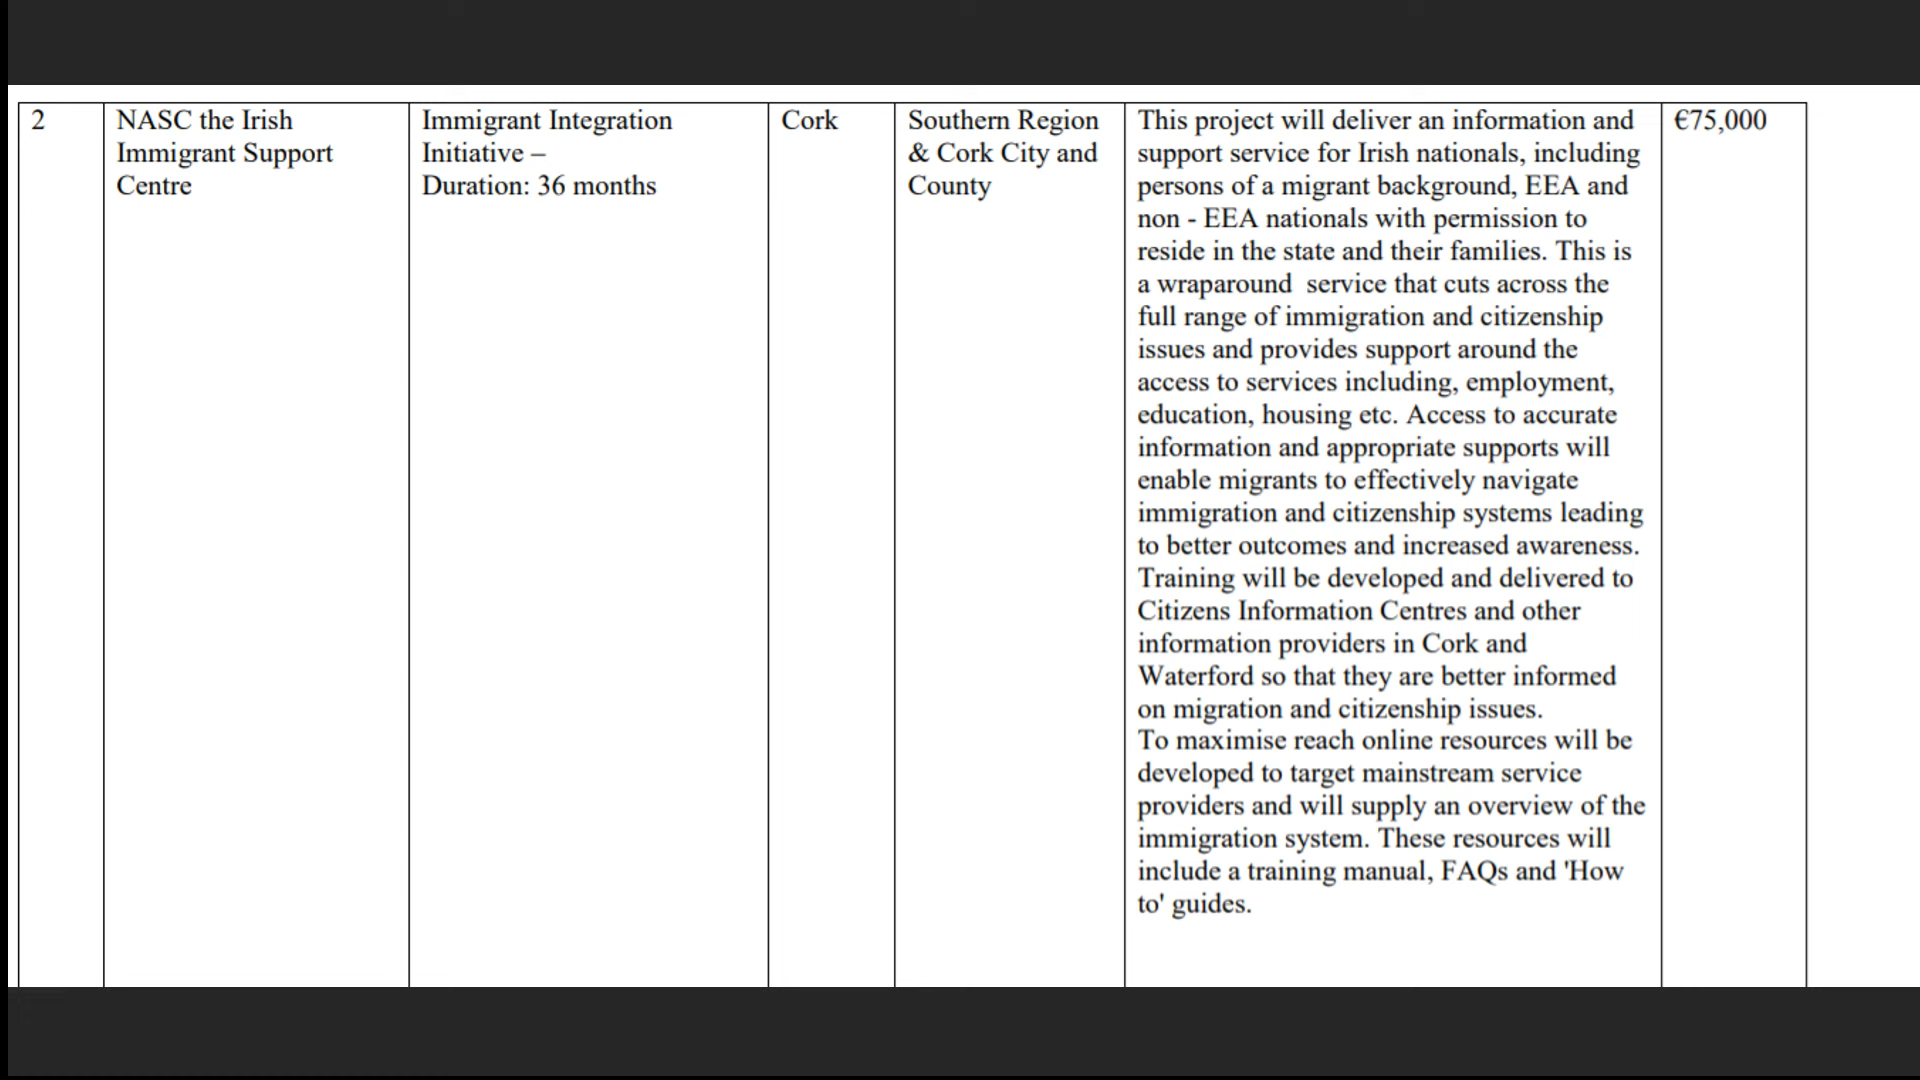 2
NASC the Irish
Immigrant Support
Centre
Immigrant Integration
Initiative –
Duration: 36 months
Cork
Southern Region
& Cork City and
County
This project will deliver an information and
support service for Irish nationals, including
persons of a migrant background, EEA and
non - EEA nationals with permission to
reside in the state and their families. This is
a wraparound  service that cuts across the
full range of immigration and citizenship
issues and provides support around the
access to services including, employment,
education, housing etc. Access to accurate
information and appropriate supports will
enable migrants to effectively navigate
immigration and citizenship systems leading
to better outcomes and increased awareness.
Training will be developed and delivered to
Citizens Information Centres and other
information providers in Cork and
Waterford so that they are better informed
on migration and citizenship issues.
To maximise reach online resources will be
developed to target mainstream service
providers and will supply an overview of the
immigration system. These resources will
include a training manual, FAQs and 'How
to' guides.
€75,000